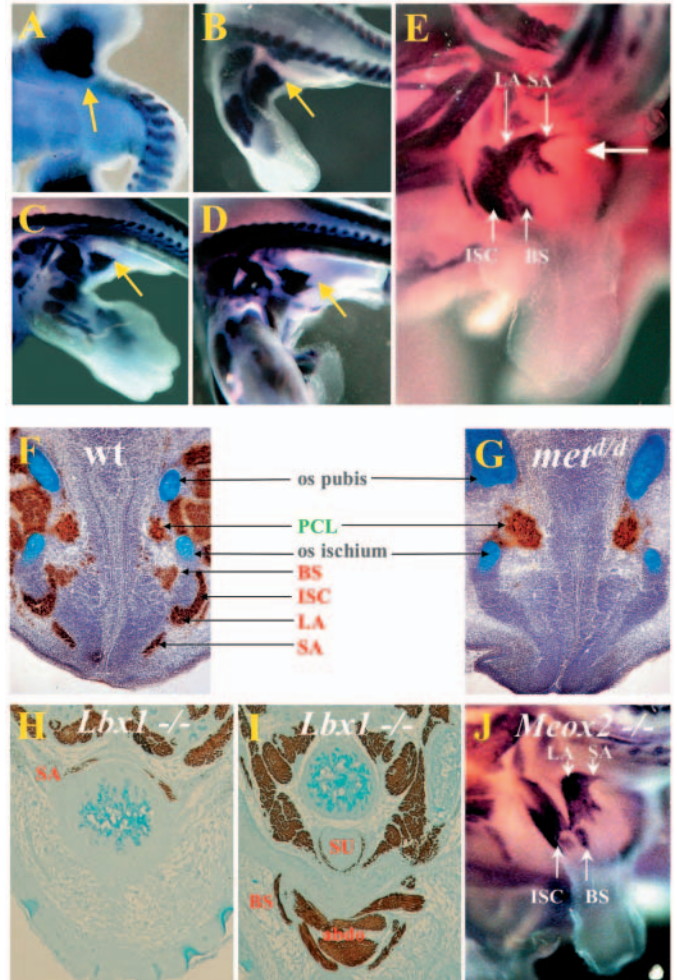 A
B
C
D
E
LA SA
ISC BS
F wt
G met d/d
os pubis
PCL
os ischium
BS
ISC
LA
SA
H Lbx1 -/-
SA
I Lbx1 -/-
SU
BS
abdo
J Meox2 -/-
LA SA
ISC BS